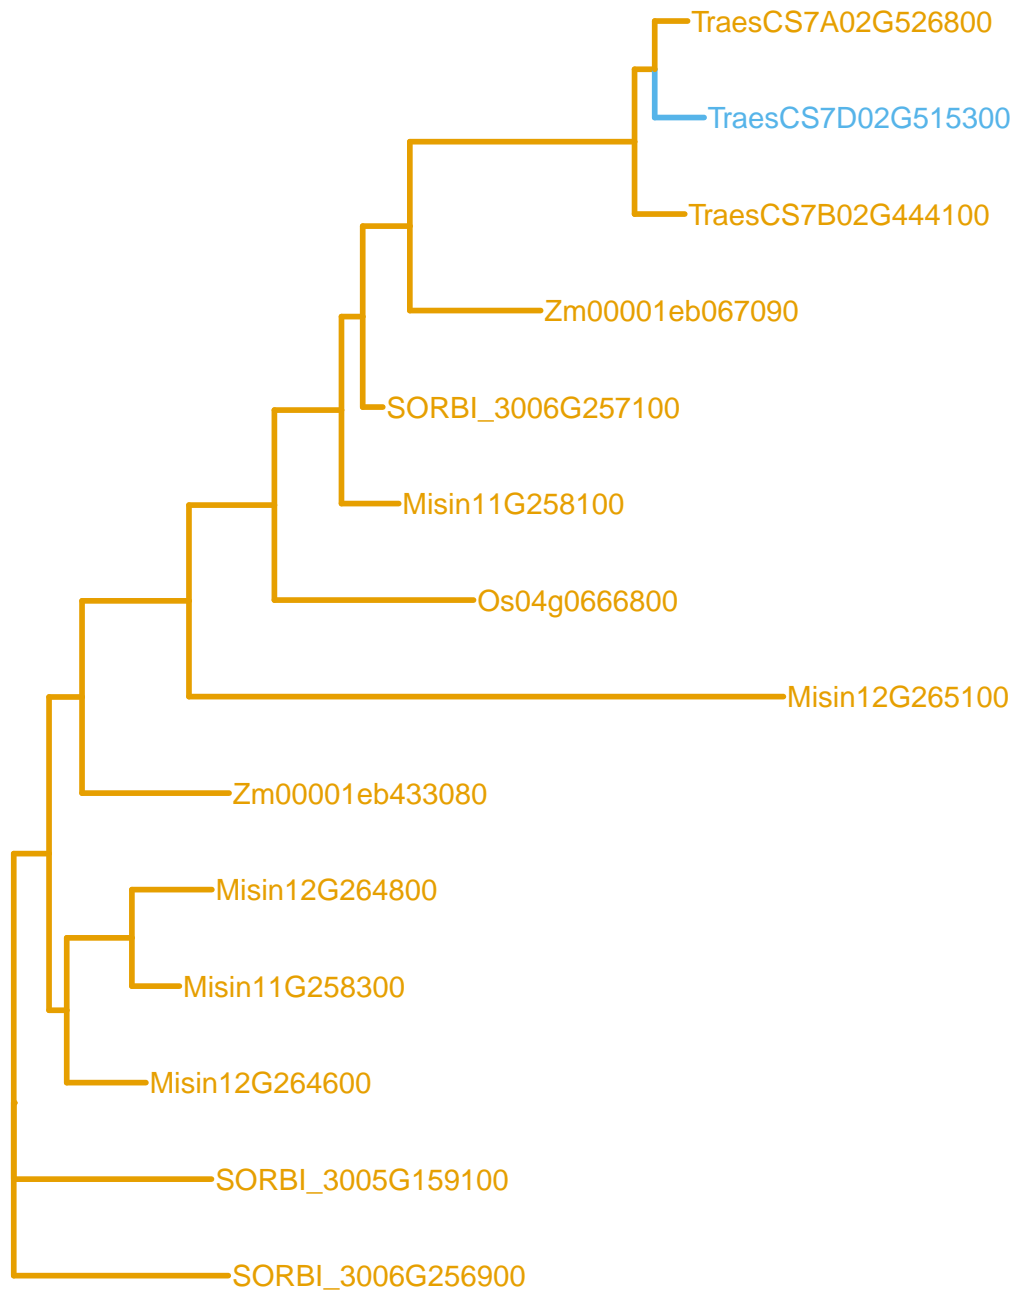 TraesCS7A02G526800
TraesCS7D02G515300
TraesCS7B02G444100
Zm00001eb067090
SORBI_3006G257100
Misin11G258100
Os04g0666800
Misin12G265100
Zm00001eb433080
Misin12G264800
Misin11G258300
Misin12G264600
SORBI_3005G159100
SORBI_3006G256900